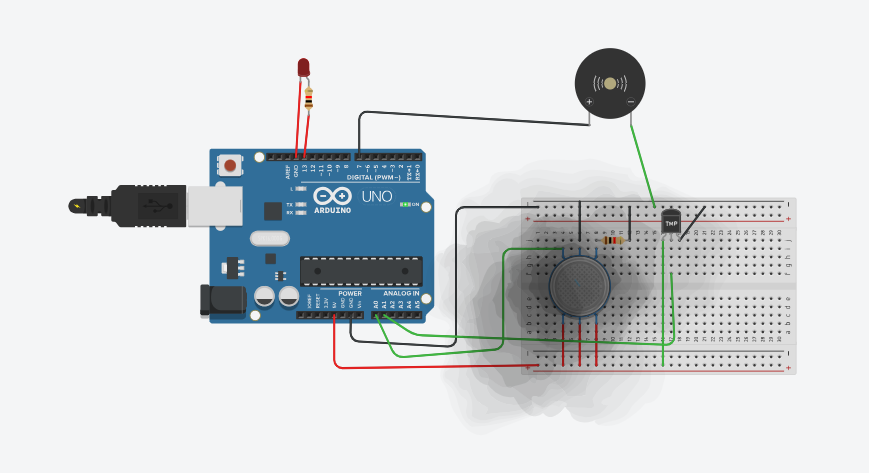 AREF
GND
13
12
~11
~10
~9
8
7
~6
~5
4
~3
2
TX→1
RX←0
DIGITAL (PWM~)
L
TX
RX
UNO
ARDUINO
ON
TMP
POWER
ANALOG IN
IOREF
RESET
3.3V
5V
GND
GND
Vin
A0
A1
A2
A3
A4
A5
+
−